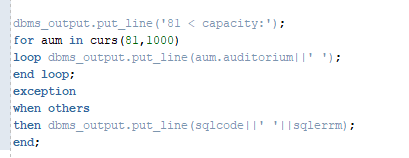 dbms_output.put_line('81 < capacity:');
for aum in curs(81,1000)
loop dbms_output.put_line(aum.auditorium||' ');
end loop;
exception
when others
then dbms_output.put_line(sqlcode||' '||sqlerrm);
end;